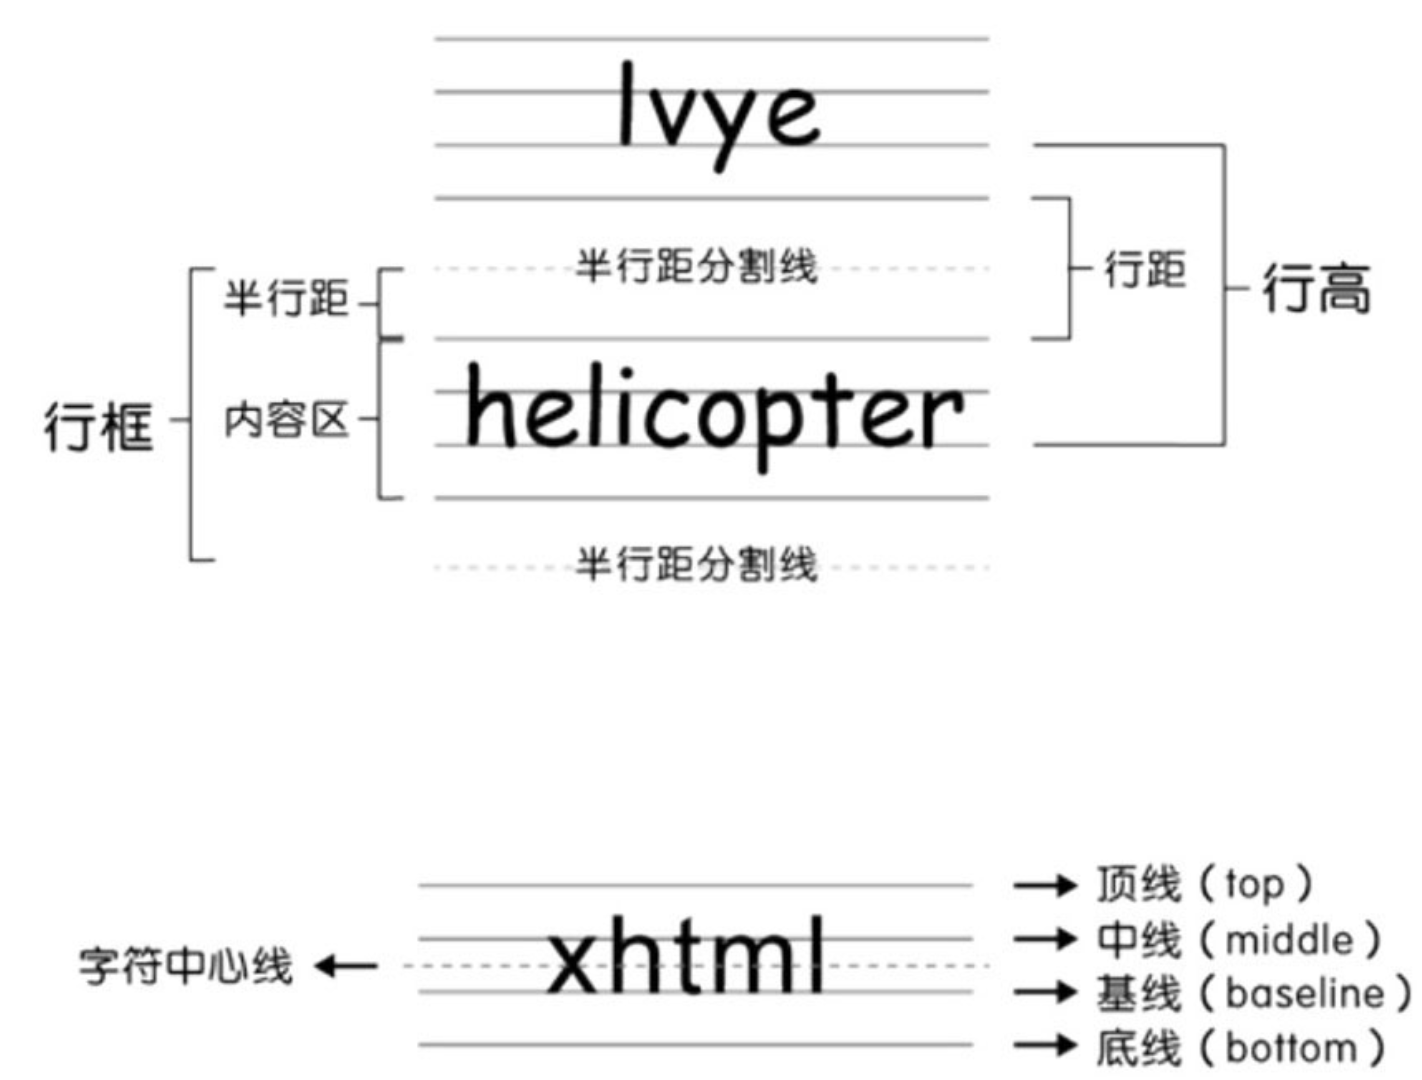 lvye
半行距分割线
行距
行高
半行距
内容区
行框
helicopter
半行距分割线
顶线（top）
中线（middle）
xhtml
字符中心线
基线（baseline）
底线（bottom）